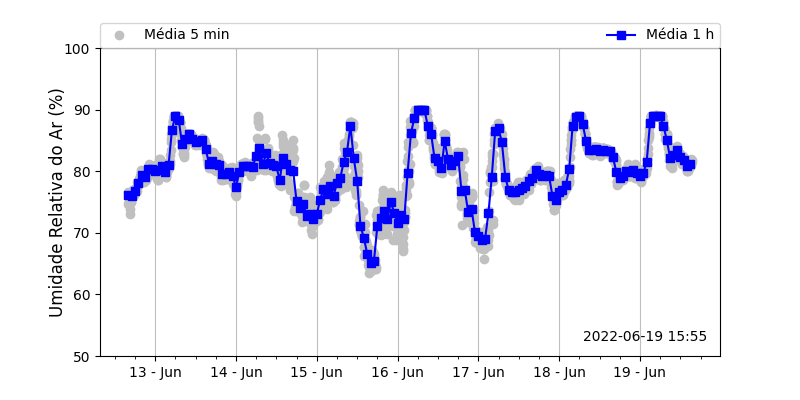 Média 5 min
Média 1 h
Umidade Relativa do Ar (%)
100
90
80
70
60
50
2022-06-19 15:55
13 - Jun
14 - Jun
15 - Jun
16 - Jun
17 - Jun
18 - Jun
19 - Jun